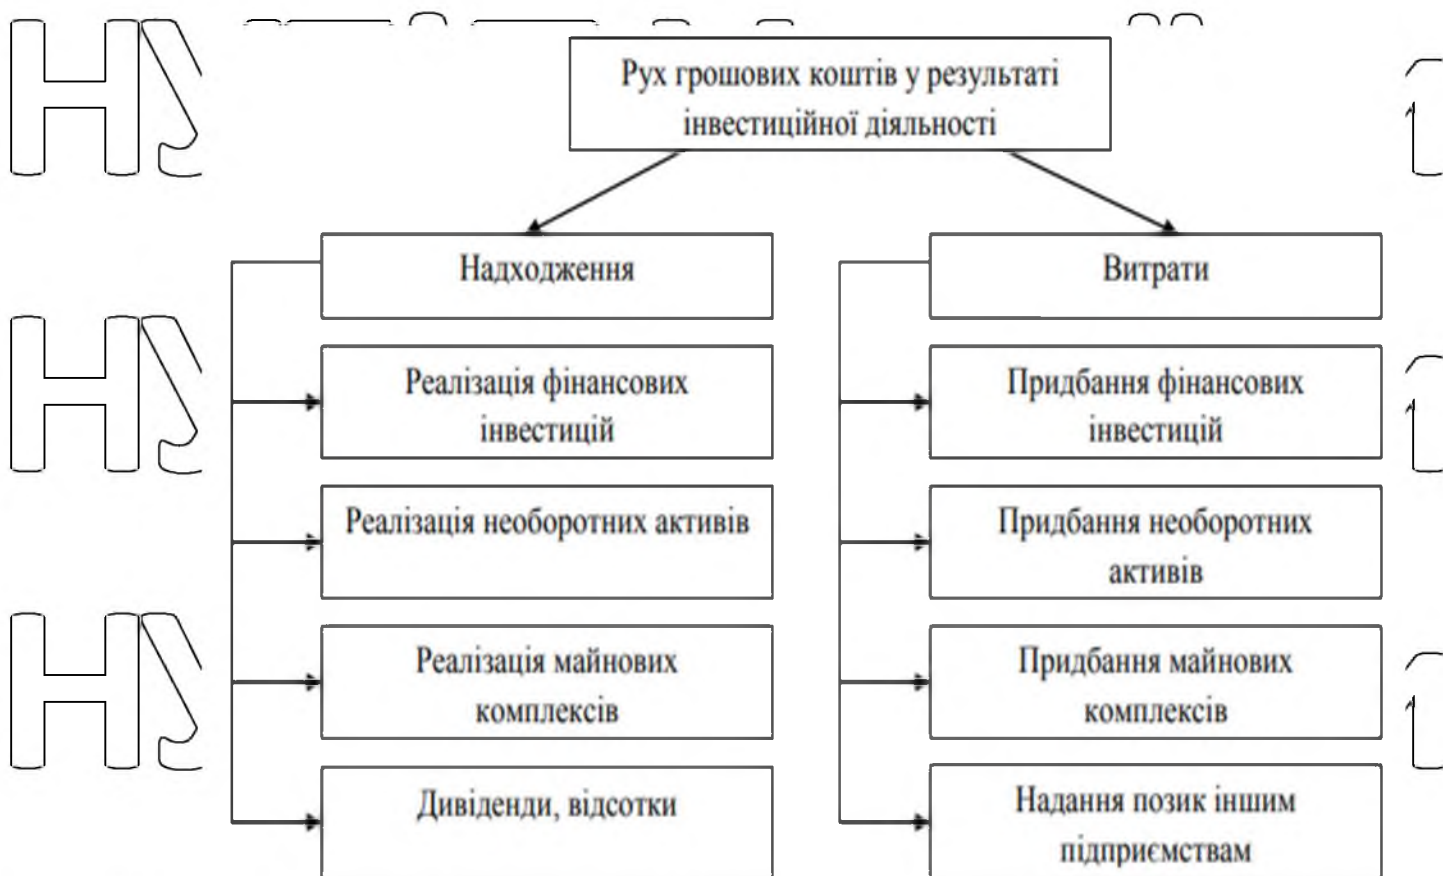 Рух грошових коштів у результаті
інвестиційної діяльності
Надходження
Реалізація фінансових
інвестицій
Реалізація необоротних активів
Реалізація майнових
комплексів
Дивіденди, відсотки
Витрати
Придбання фінансових
інвестицій
Придбання необоротних
активів
Придбання майнових
комплексів
Надання позик іншим
підприємствам